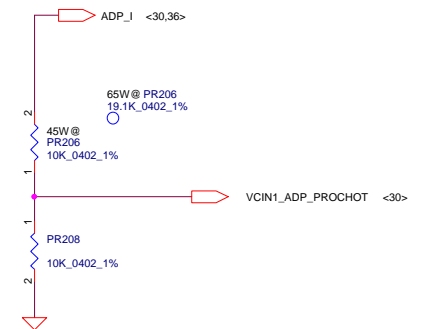 ADP_I <30,36>
65W@ PR206
19.1K_0402_1%
2
45W@
PR206
10K_0402_1%
1
VCIN1_ADP_PROCHOT <30>
1
PR208
10K_0402_1%
2